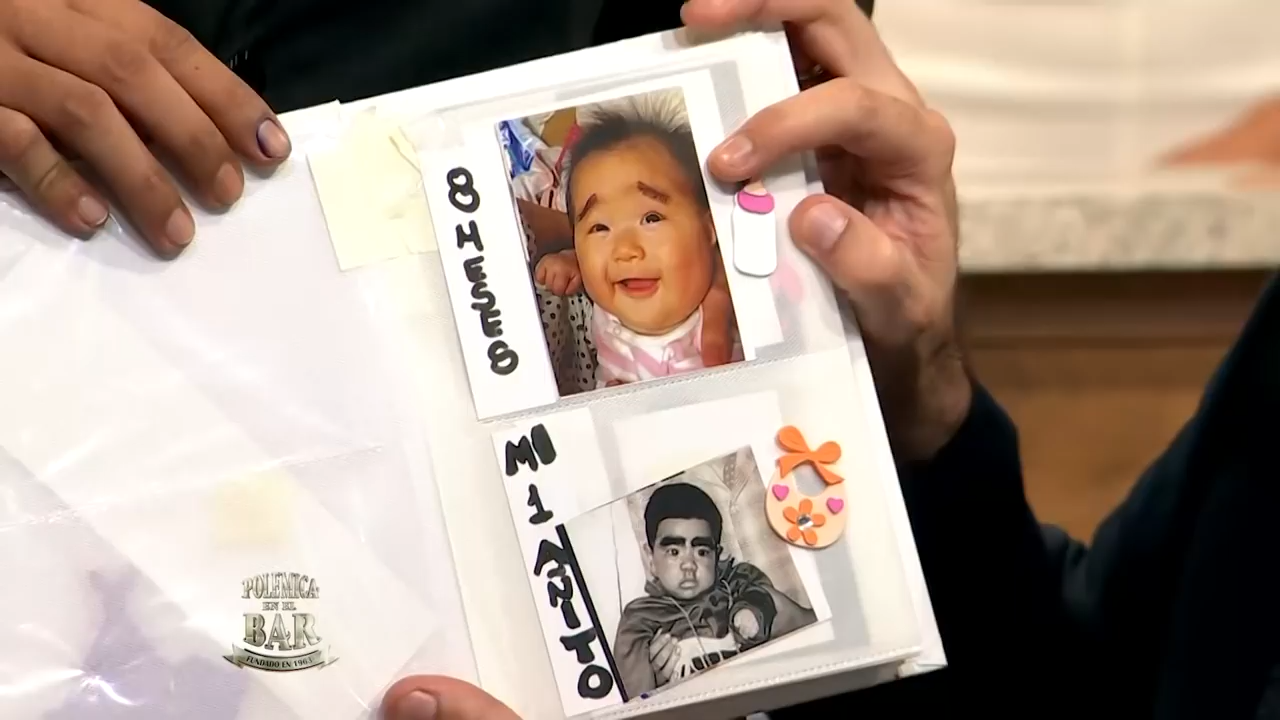 8 MESES
MI 1 AÑITO
POLEMICA
EN EL
BAR
FUNDADO EN 1963